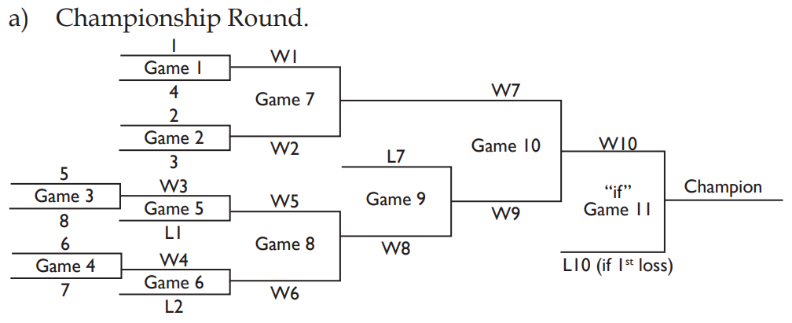 a) Championship Round.
1
Game 1
4
W1
2
Game 2
3
W2
Game 7
W7
5
Game 3
8
W3
Game 5
L1
W5
6
Game 4
7
W4
Game 6
L2
W6
Game 8
L7
Game 9
W8
Game 10
W9
W10
“if”
Game 11
L10 (if 1st loss)
Champion